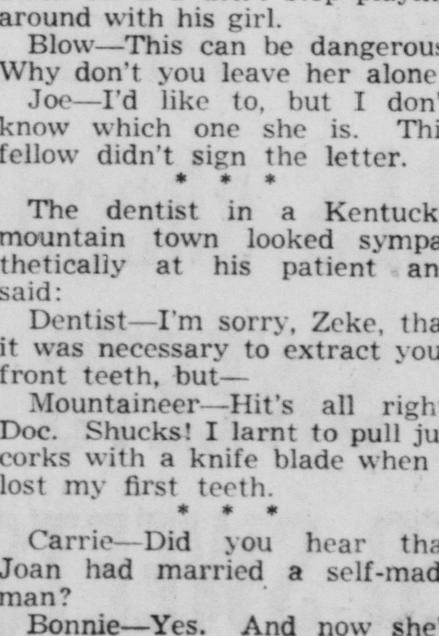 around with his girl.
Blow—This can be dangerous
Why don't you leave her alone
Joe—I'd like to, but I don'
know which one she is. Thi
fellow didn't sign the letter.
* * *
The dentist in a Kentuck
mountain town looked sympa
thetically at his patient an
said:
Dentist—I'm sorry, Zeke, tha
it was necessary to extract you
front teeth, but—
Mountaineer—Hit's all righ
Doc. Shucks! I larnt to pull ju
corks with a knife blade when
lost my first teeth.
* * *
Carrie—Did you hear tha
Joan had married a self-mad
man?
Bonnie—Yes. And now she'